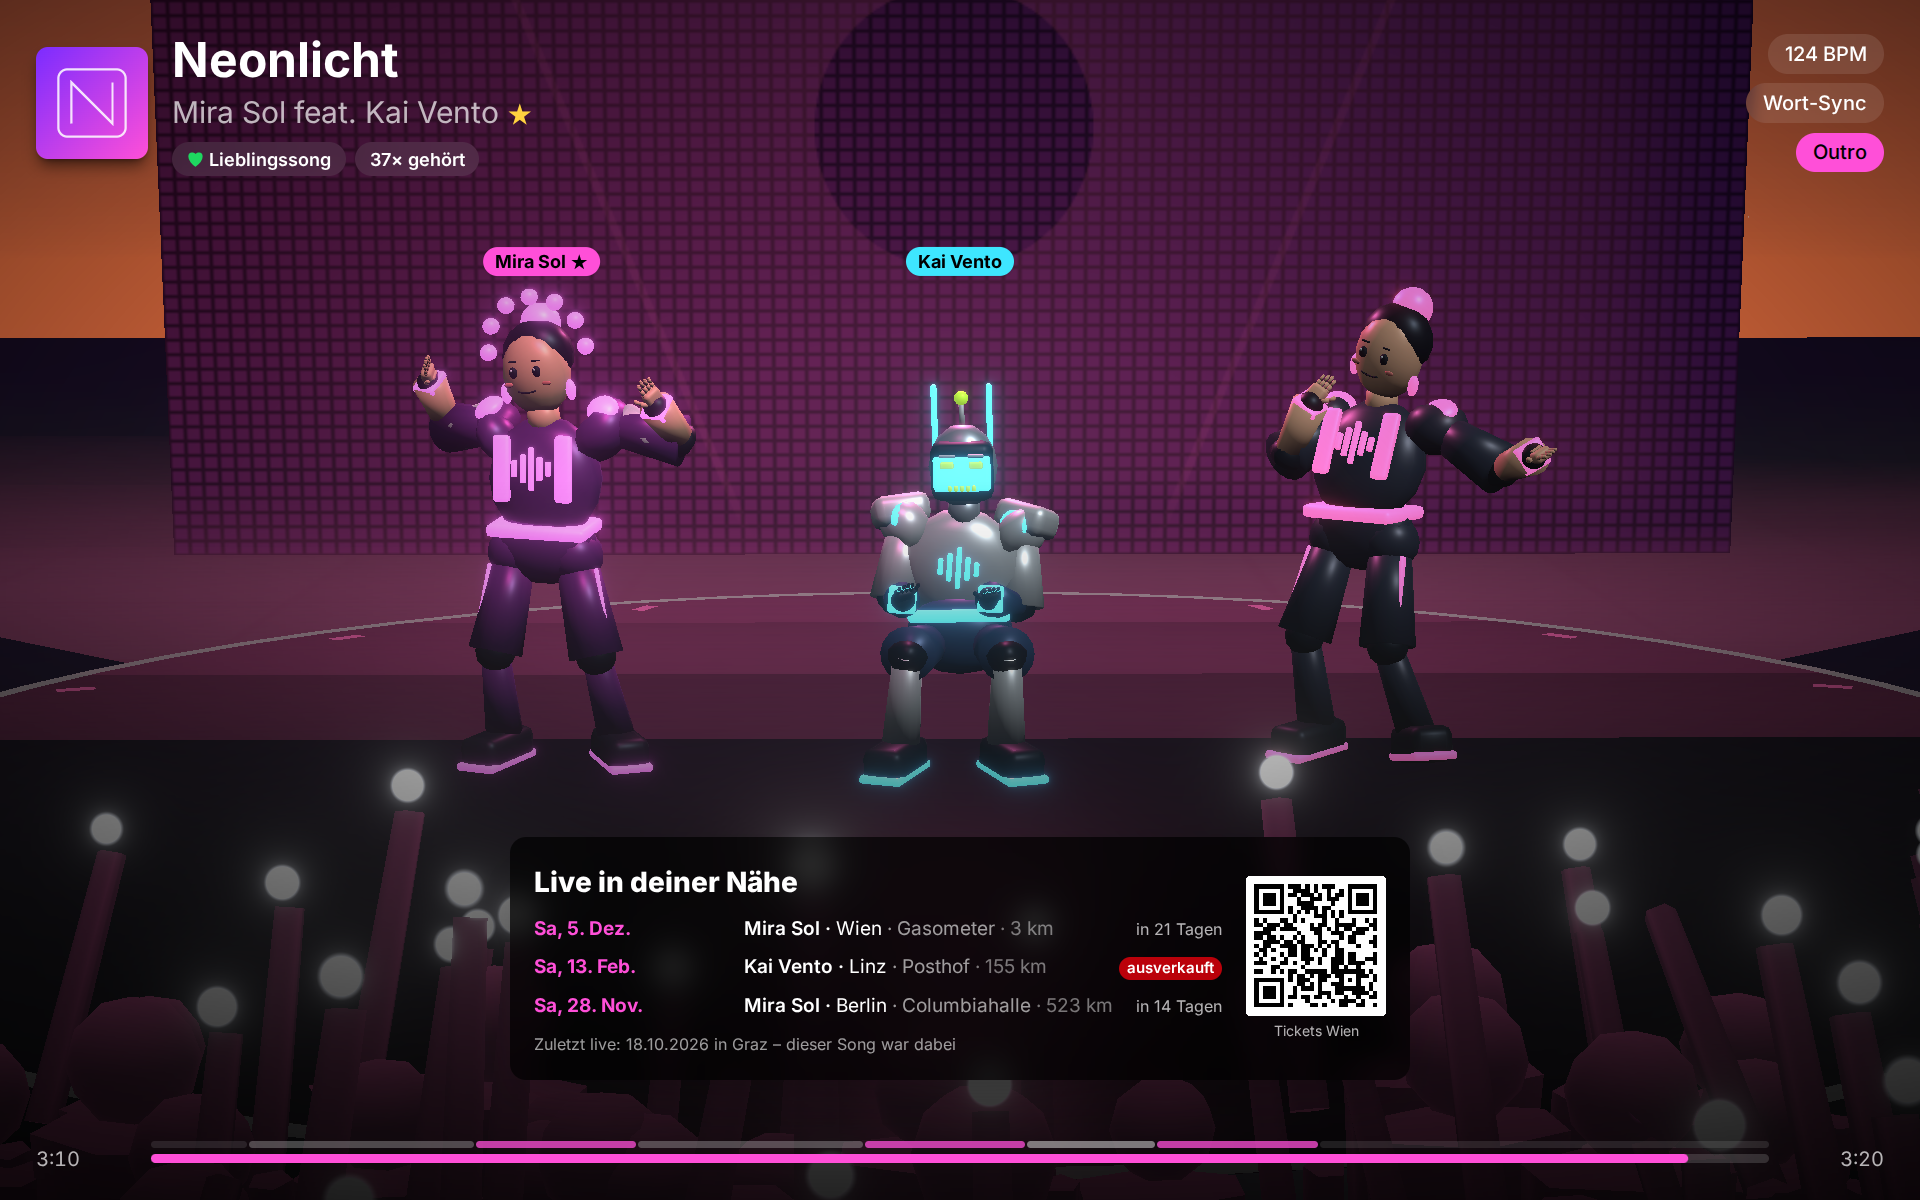 N
Neonlicht
Mira Sol feat. Kai Vento ★
Lieblingssong
37× gehört
124 BPM
Wort-Sync
Outro
Mira Sol ★
Kai Vento
Live in deiner Nähe
Sa, 5. Dez. Mira Sol · Wien · Gasometer · 3 km in 21 Tagen
Sa, 13. Feb. Kai Vento · Linz · Posthof · 155 km ausverkauft
Sa, 28. Nov. Mira Sol · Berlin · Columbiahalle · 523 km in 14 Tagen
Zuletzt live: 18.10.2026 in Graz – dieser Song war dabei
Tickets Wien
3:10
3:20